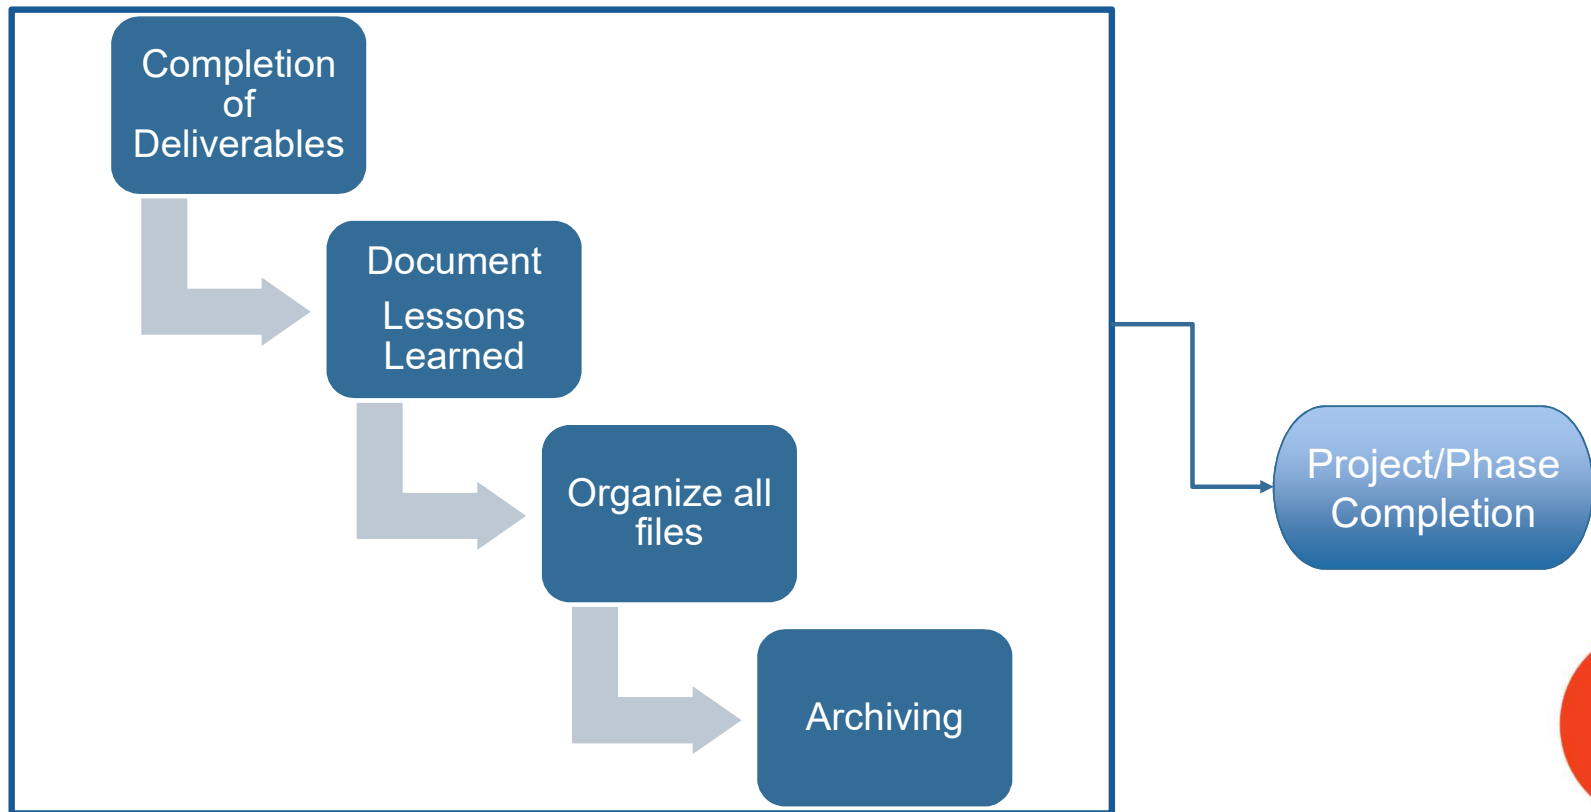 Completion
of
Deliverables
Document
Lessons
Learned
Organize all
files
Archiving
Project/Phase
Completion